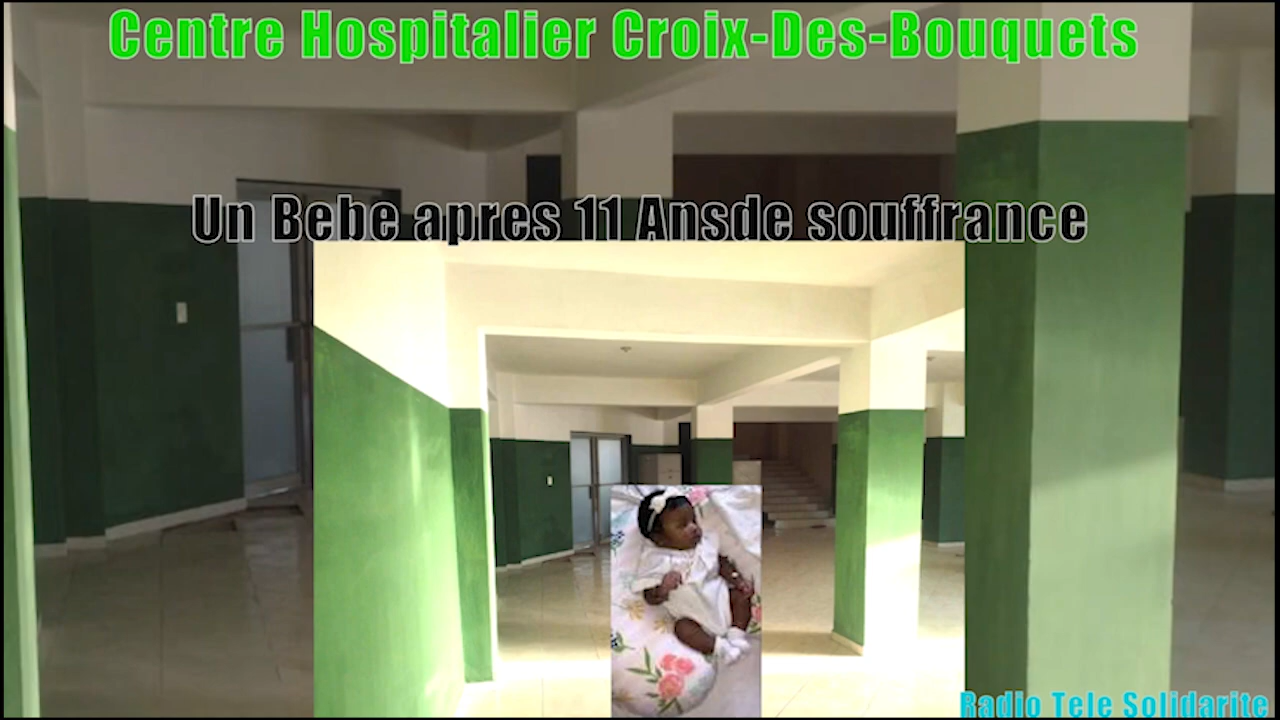 Centre Hospitalier Croix-Des-Bouquets
Un Bebe apres 11 Ansde souffrance
Radio Tele Solidarite